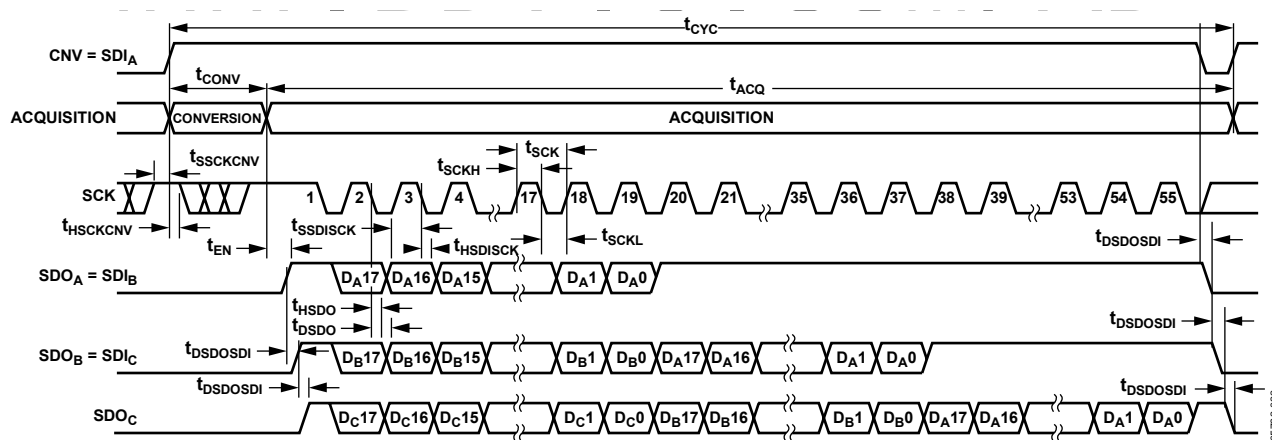 tCYC
CNV = SDIA
tCONV
tACQ
ACQUISITION
CONVERSION
ACQUISITION
tSSCKCNV
tSCK
tSCKH
SCK
1 2 3 4 17 18 19 20 21 35 36 37 38 39 53 54 55
tHSCKCNV
tEN
tSSDISCK
tHSDISCK
tSCKL
tDSDOSDI
SDOA = SDIB
DA17 DA16 DA15 DA1 DA0
tHSDO
tDSDO
tDSDOSDI
tDSDOSDI
SDOB = SDIC
DB17 DB16 DB15 DB1 DB0 DA17 DA16 DA1 DA0
tDSDOSDI
tDSDOSDI
SDOC
DC17 DC16 DC15 DC1 DC0 DB17 DB16 DB1 DB0 DA17 DA16 DA1 DA0